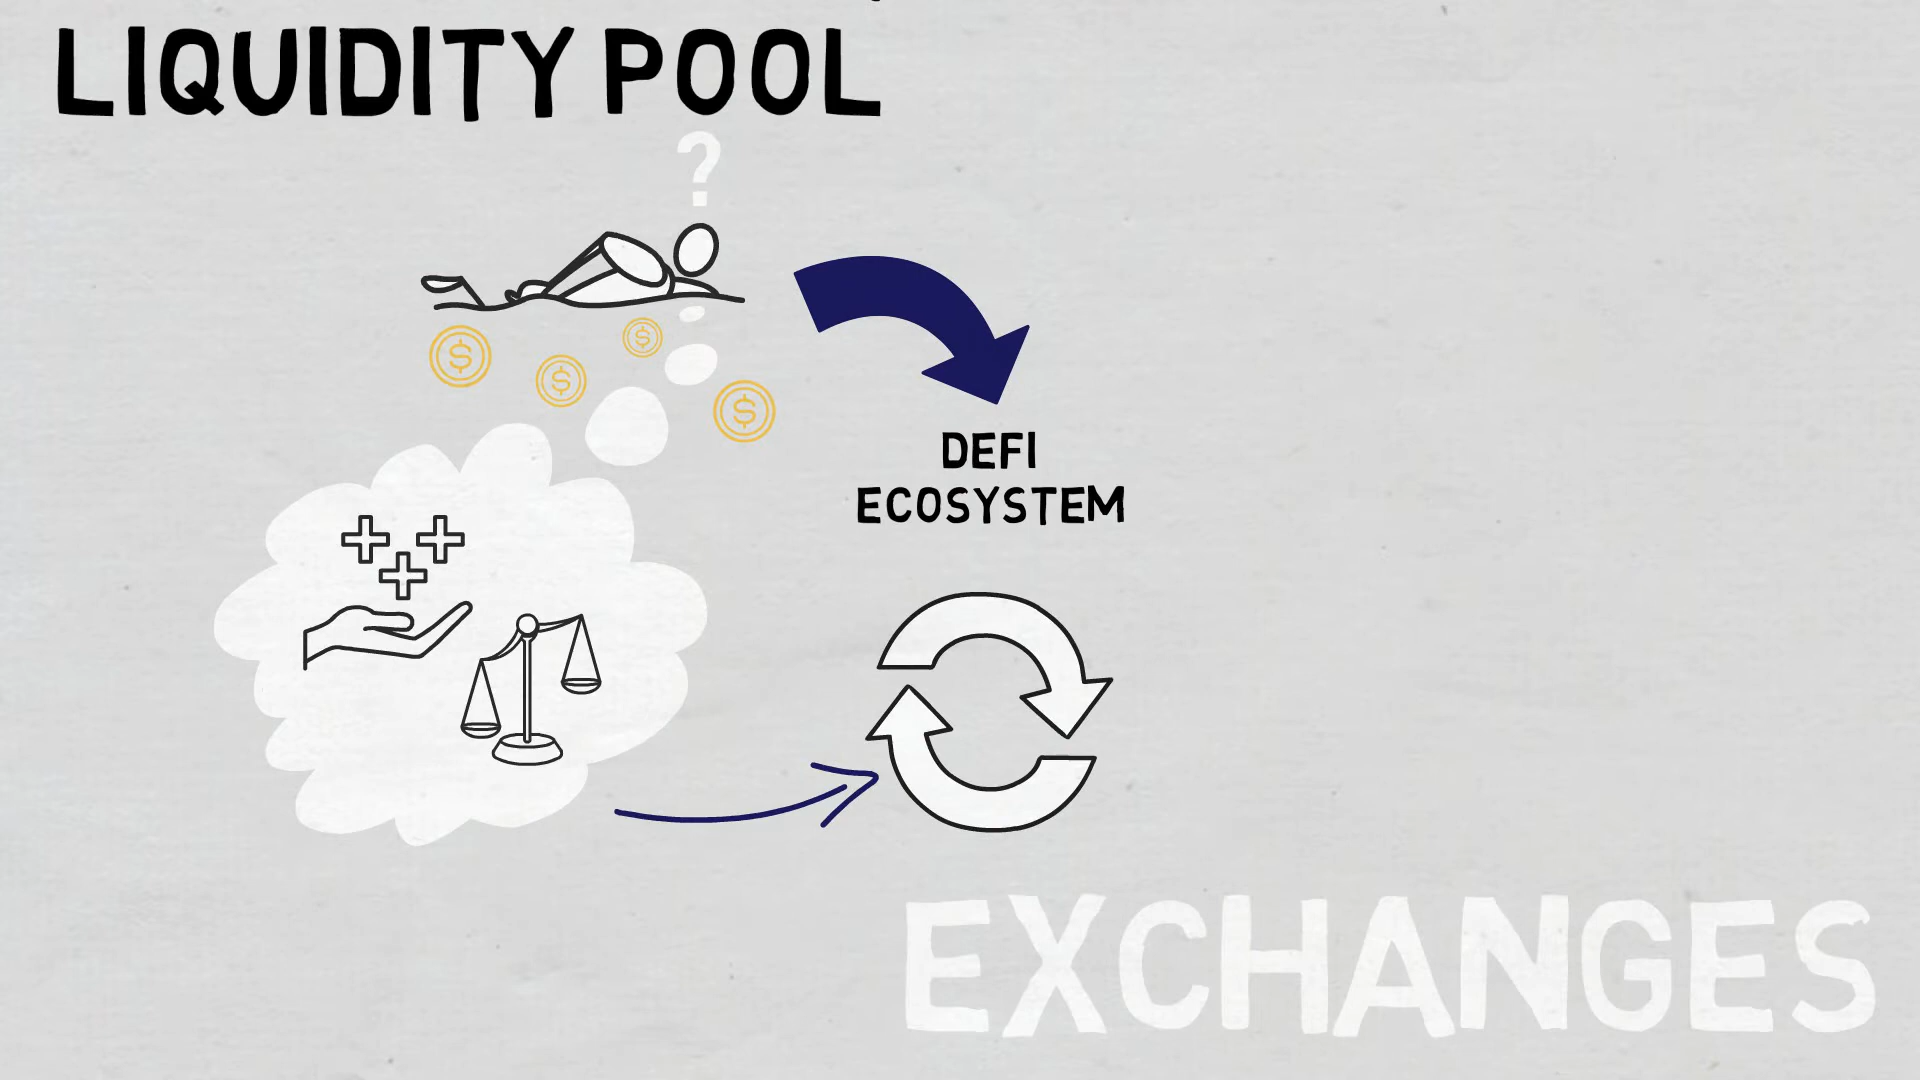 LIQUIDITY POOL
?
$
$
$
$
DEFI
ECOSYSTEM
EXCHANGES